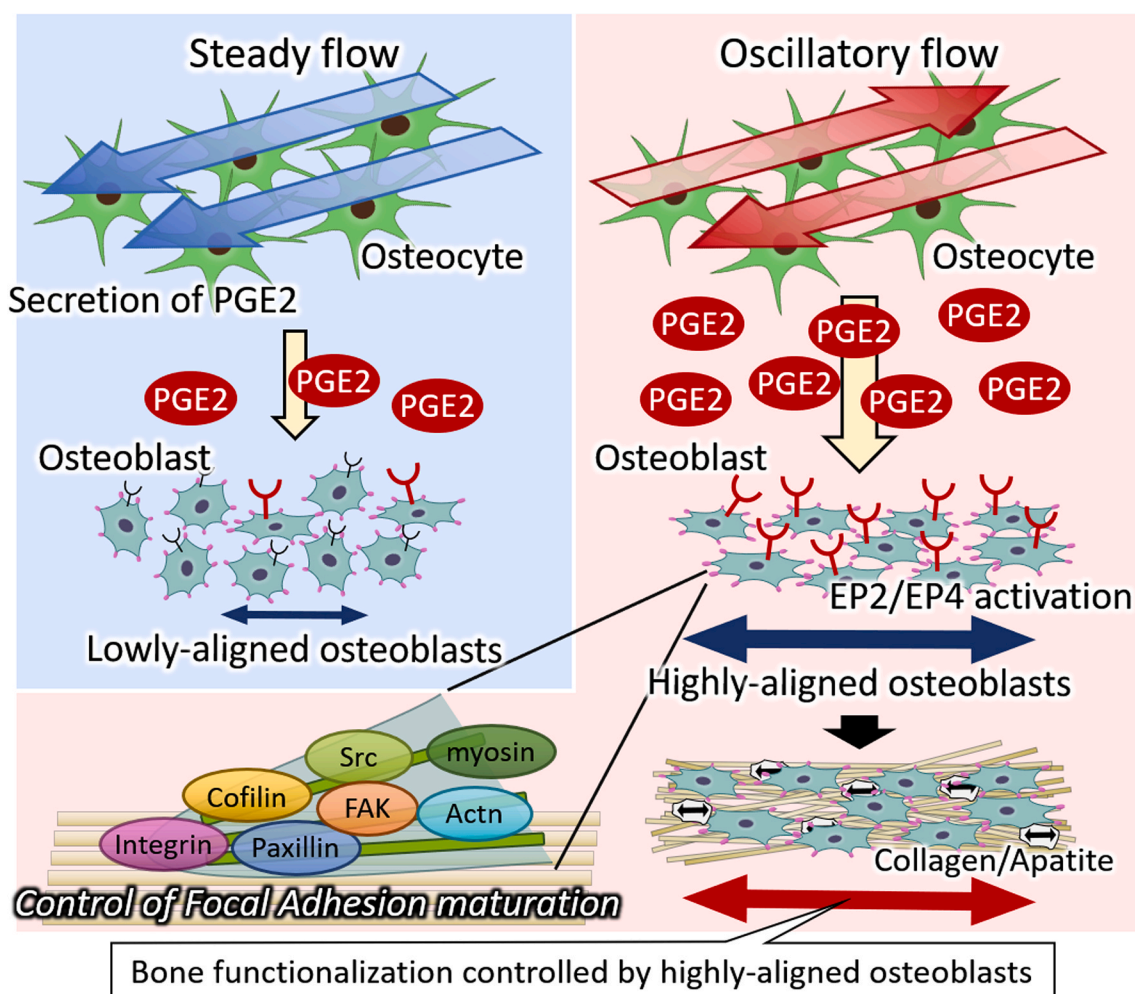 Steady flow
Osteocyte
Secretion of PGE2
PGE2
PGE2
PGE2
Osteoblast
Lowly-aligned osteoblasts
Oscillatory flow
Osteocyte
PGE2
PGE2
PGE2
PGE2
PGE2
PGE2
PGE2
Osteoblast
EP2/EP4 activation
Highly-aligned osteoblasts
Collagen/Apatite
Src
myosin
Cofilin
FAK
Actn
Integrin
Paxillin
Control of Focal Adhesion maturation
Bone functionalization controlled by highly-aligned osteoblasts